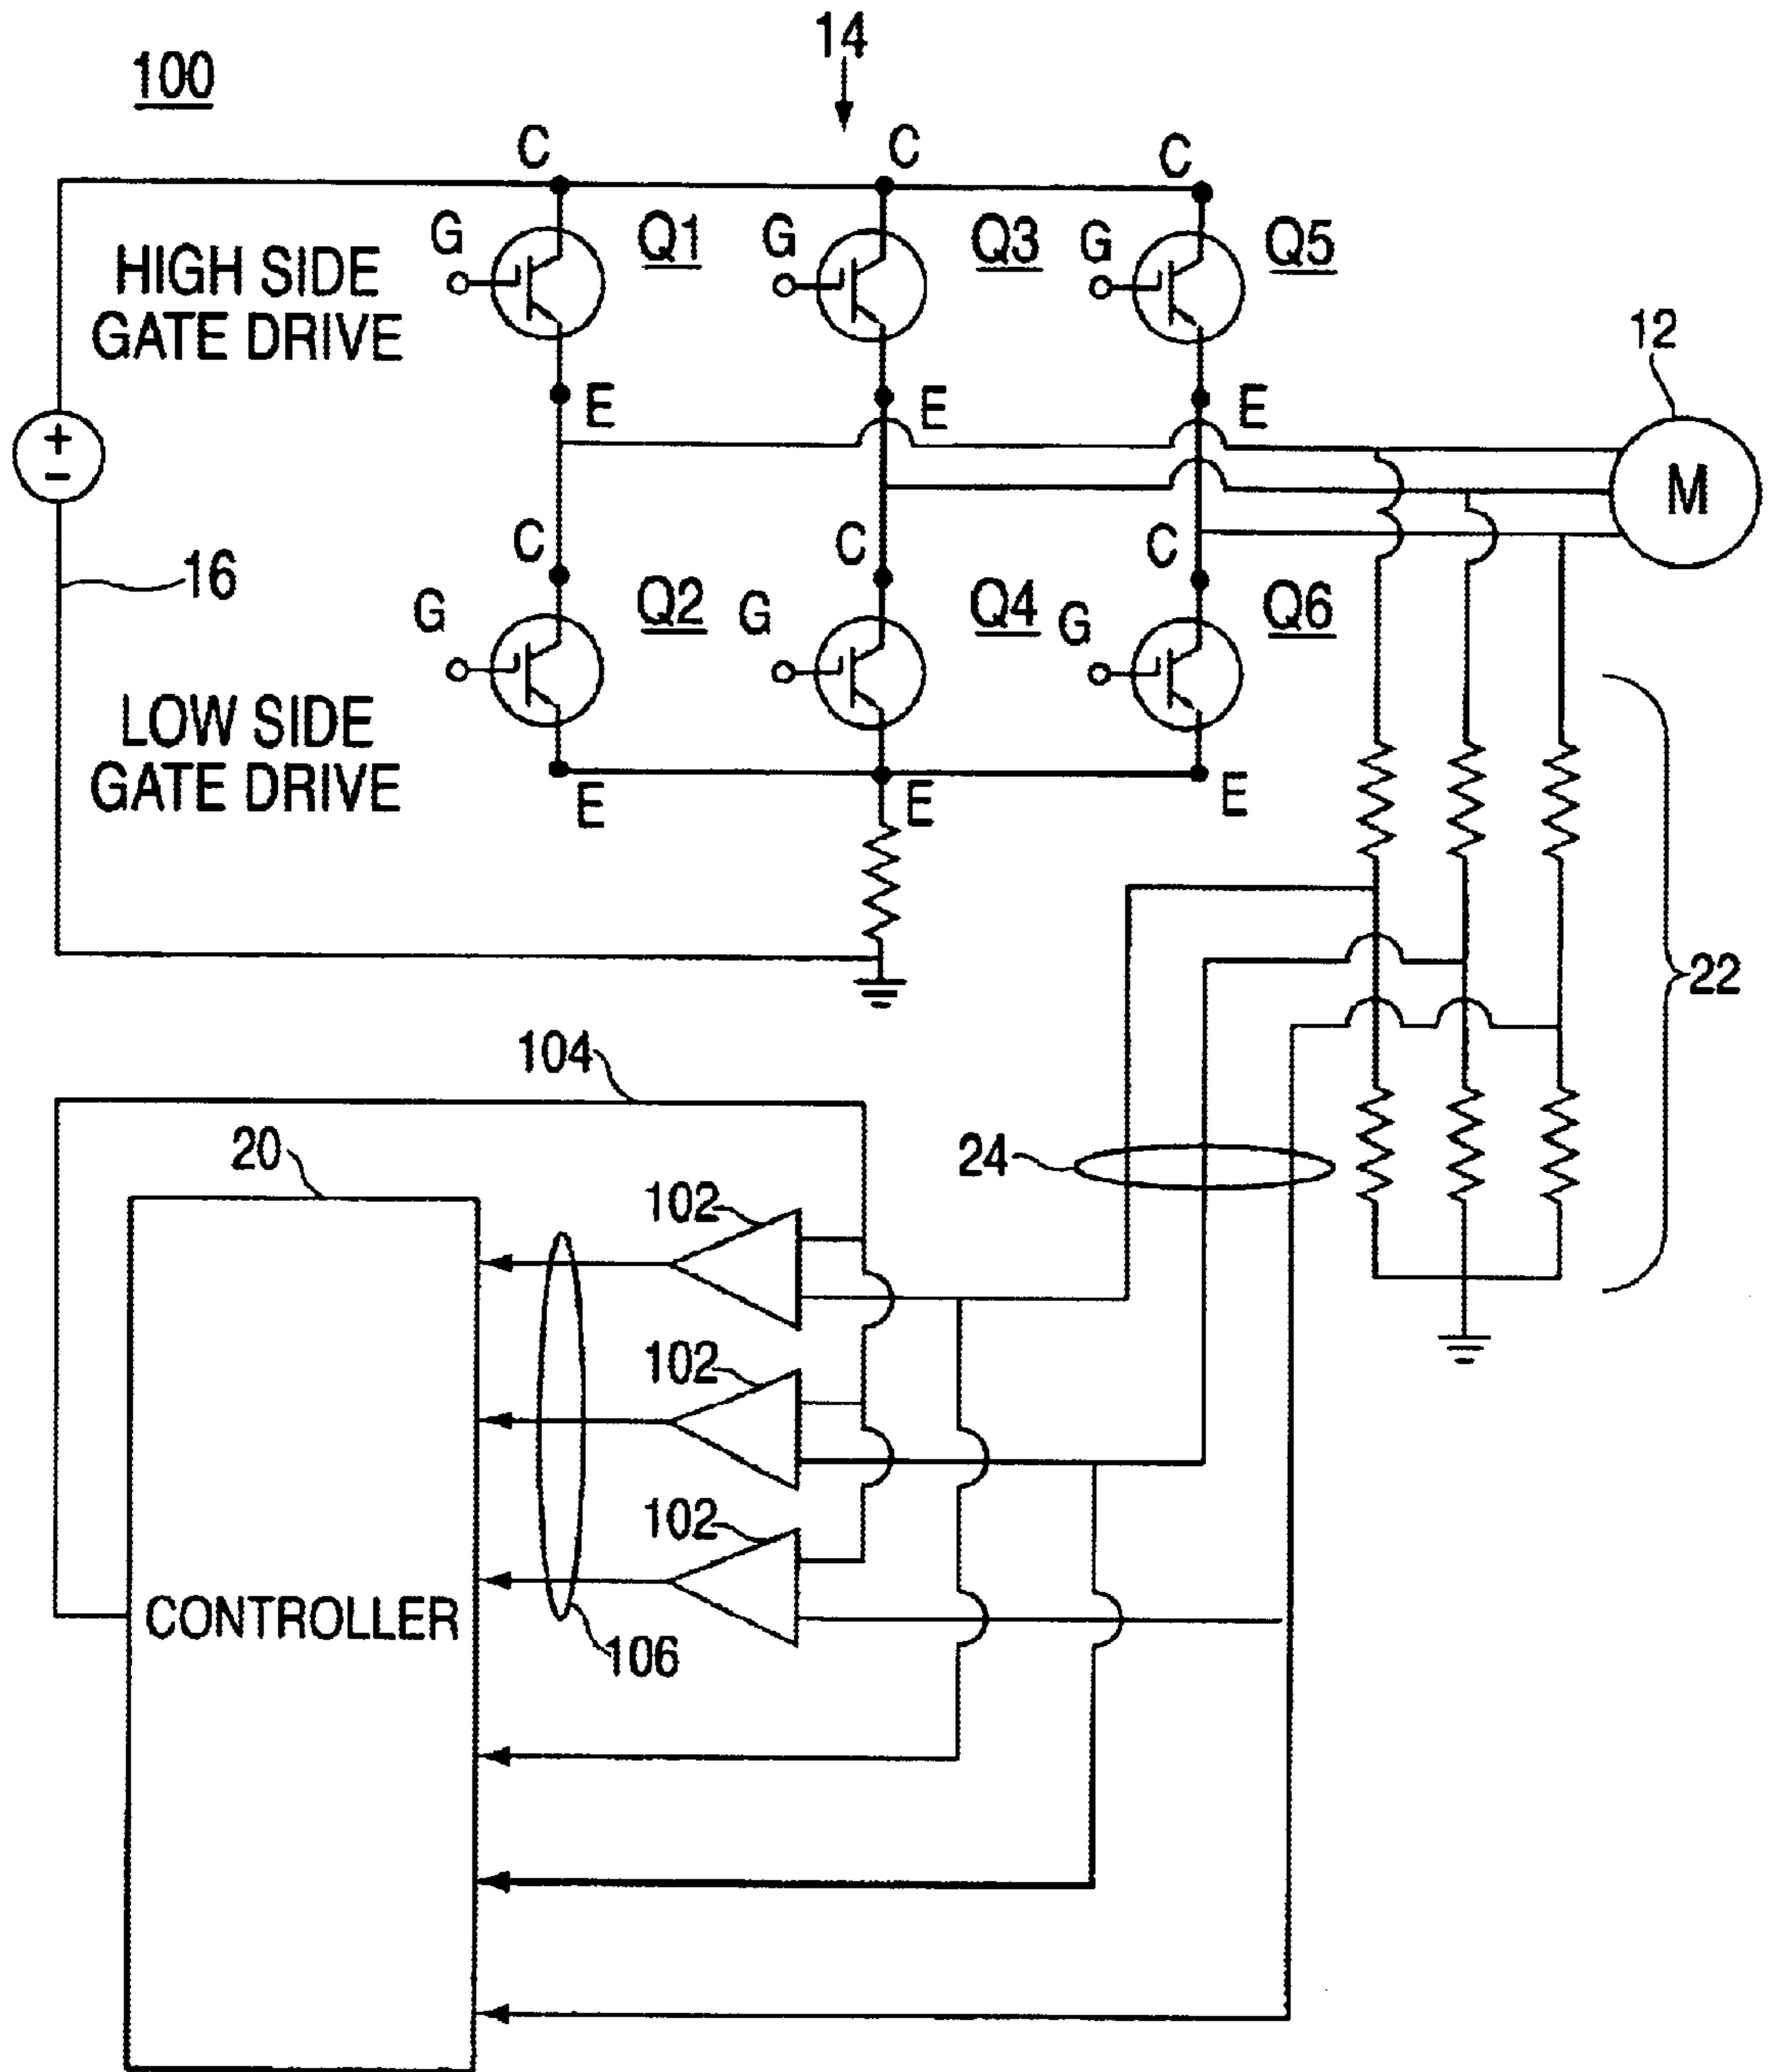 100
14
C C C
G Q1 G Q3 G Q5
HIGH SIDE
GATE DRIVE
12
E E E
+
-
M
16
C C C
G Q2 G Q4 G Q6
LOW SIDE
GATE DRIVE
E E E
22
104
20
24
102
102
102
CONTROLLER
106